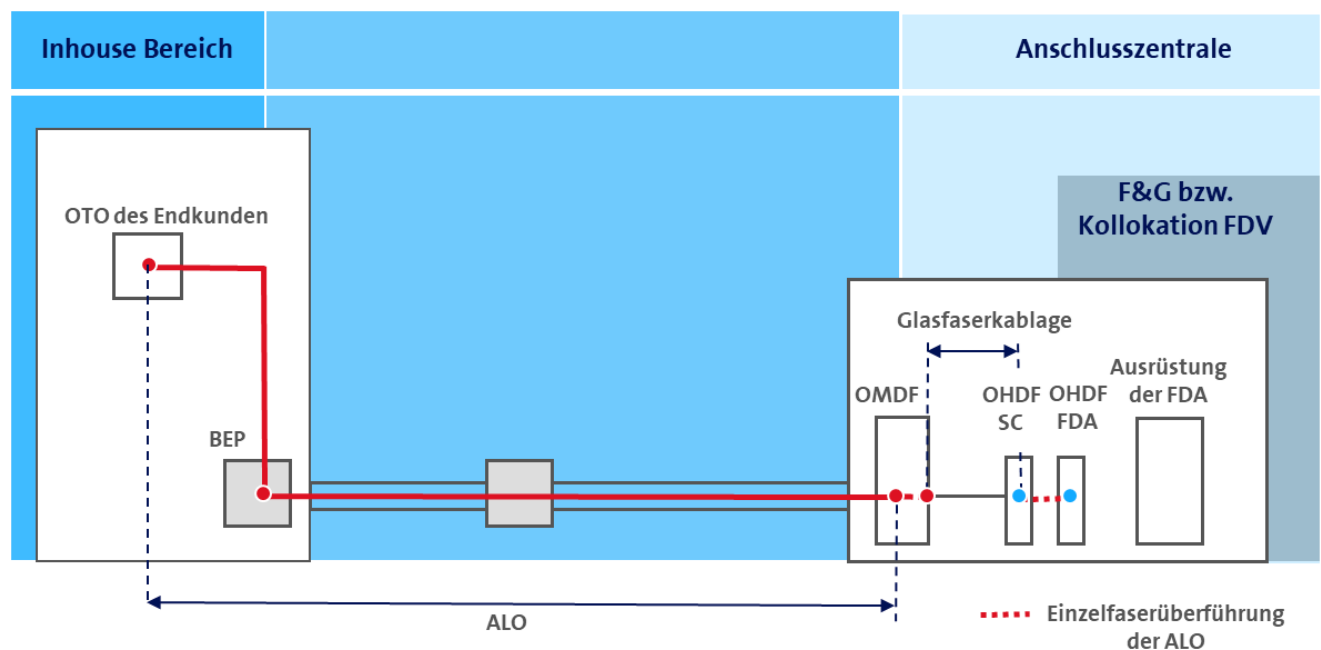 Inhouse Bereich
Anschlusszentrale
F&G bzw.
Kollokation FDV
OTO des Endkunden
Glasfaserkablage
Ausrüstung
der FDA
OMDF
OHDF
SC
OHDF
FDA
BEP
ALO
Einzelfaserüberführung
der ALO